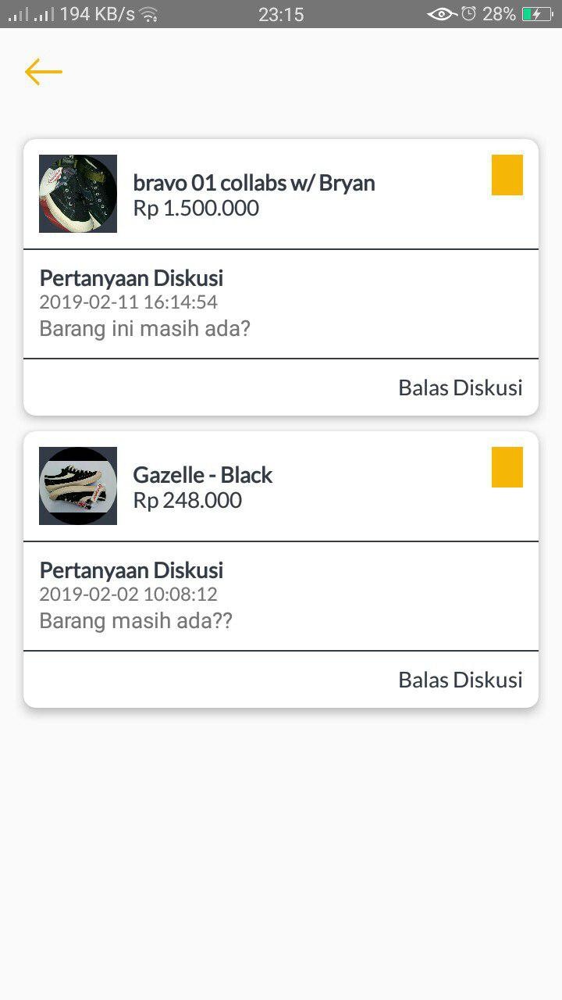 194 KB/s
23:15
28%
bravo 01 collabs w/ Bryan
Rp 1.500.000
Pertanyaan Diskusi
2019-02-11 16:14:54
Barang ini masih ada?
Balas Diskusi
Gazelle - Black
Rp 248.000
Pertanyaan Diskusi
2019-02-02 10:08:12
Barang masih ada??
Balas Diskusi